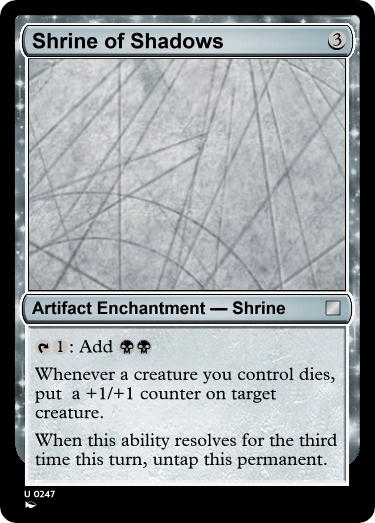 Shrine of Shadows 3
Artifact Enchantment — Shrine
1: Add
Whenever a creature you control dies,
put a +1/+1 counter on target
creature.
When this ability resolves for the third
time this turn, untap this permanent.
U 0247